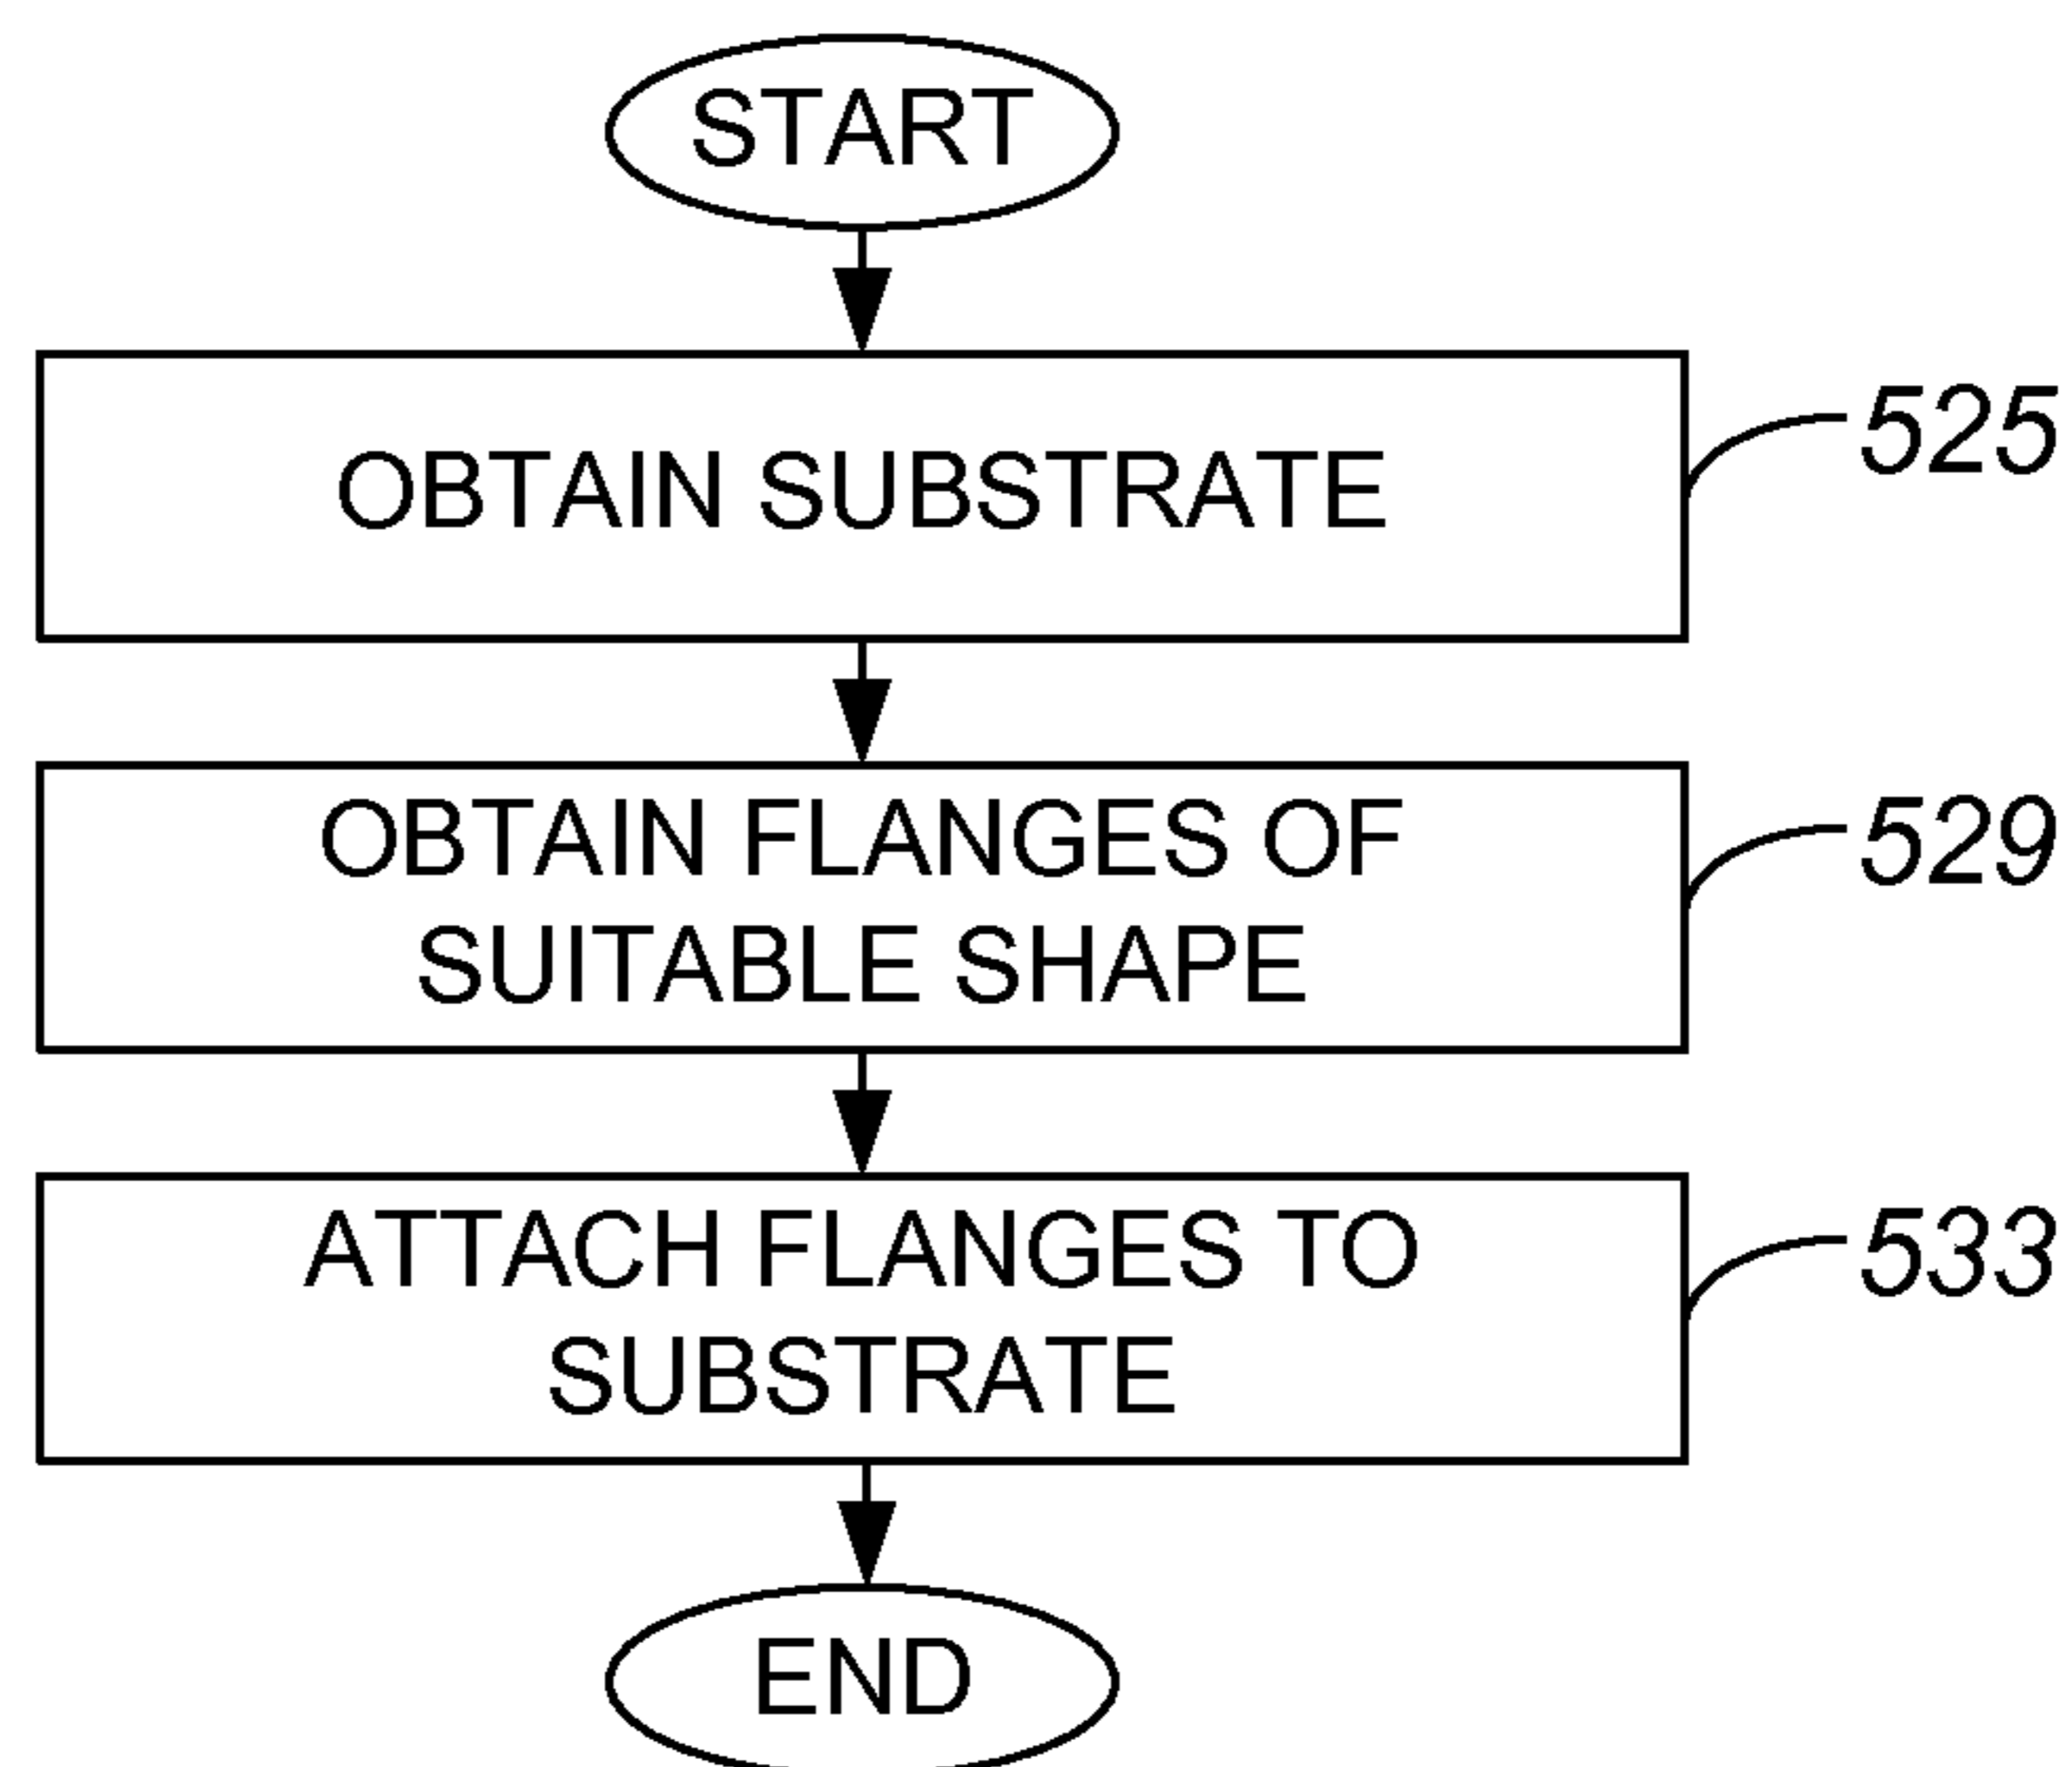 START
OBTAIN SUBSTRATE
525
OBTAIN FLANGES OF
SUITABLE SHAPE
529
ATTACH FLANGES TO
SUBSTRATE
533
END